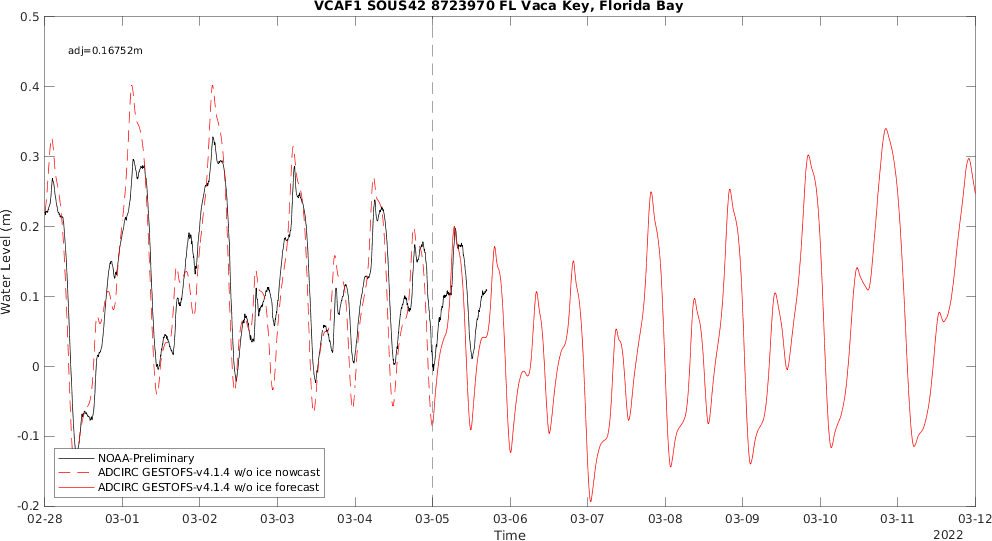 VCAF1 SOUS42 8723970 FL Vaca Key, Florida Bay
adj=0.16752m
Water Level (m)
0.5
0.4
0.3
0.2
0.1
0
-0.1
-0.2
NOAA-Preliminary
ADCIRC GESTOFS-v4.1.4 w/o ice nowcast
ADCIRC GESTOFS-v4.1.4 w/o ice forecast
02-28 03-01 03-02 03-03 03-04 03-05 03-06 03-07 03-08 03-09 03-10 03-11 03-12
Time
2022